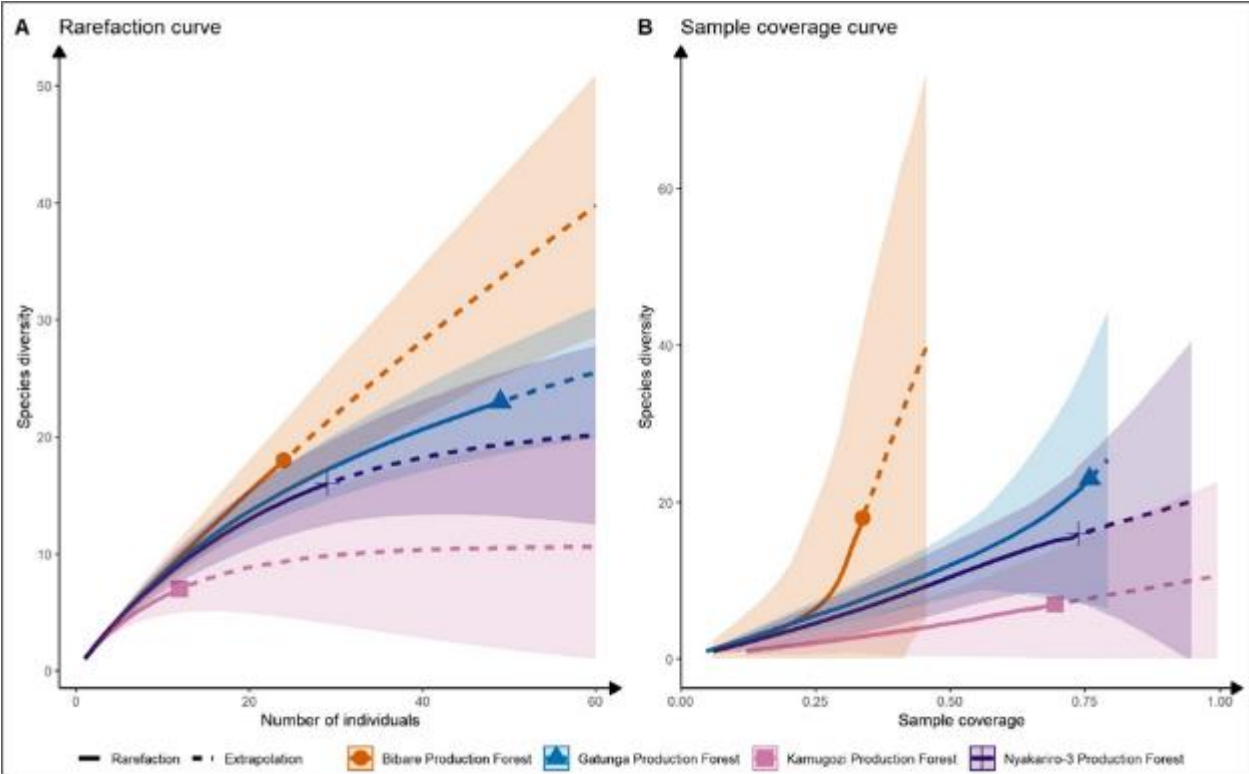 A Rarefaction curve
50
40
30
20
10
0
Species diversity
0 20 40 60
Number of individuals
B Sample coverage curve
60
40
20
0
Species diversity
0.00 0.25 0.50 0.75 1.00
Sample coverage
Rarefaction Extrapolation Bibare Production Forest Gatunga Production Forest Kamugozi Production Forest Nyakariro-3 Production Forest